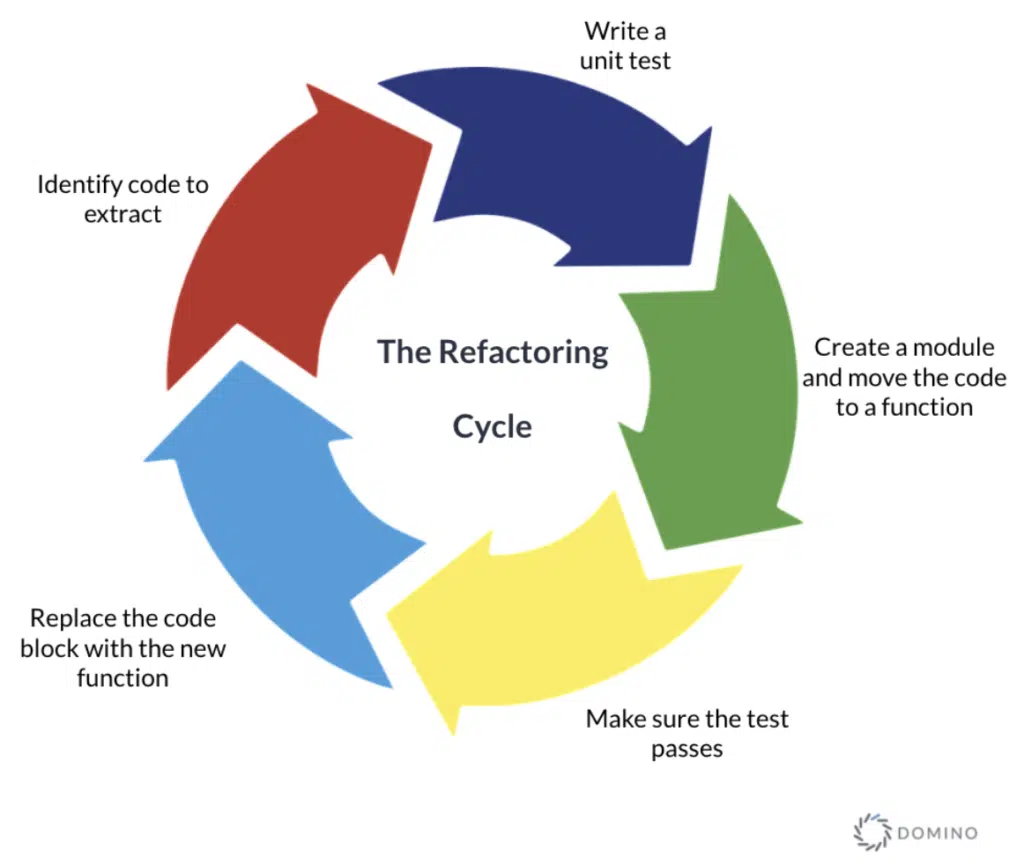 Write a
unit test
Identify code to
extract
The Refactoring
Cycle
Create a module
and move the code
to a function
Replace the code
block with the new
function
Make sure the test
passes
DOMINO